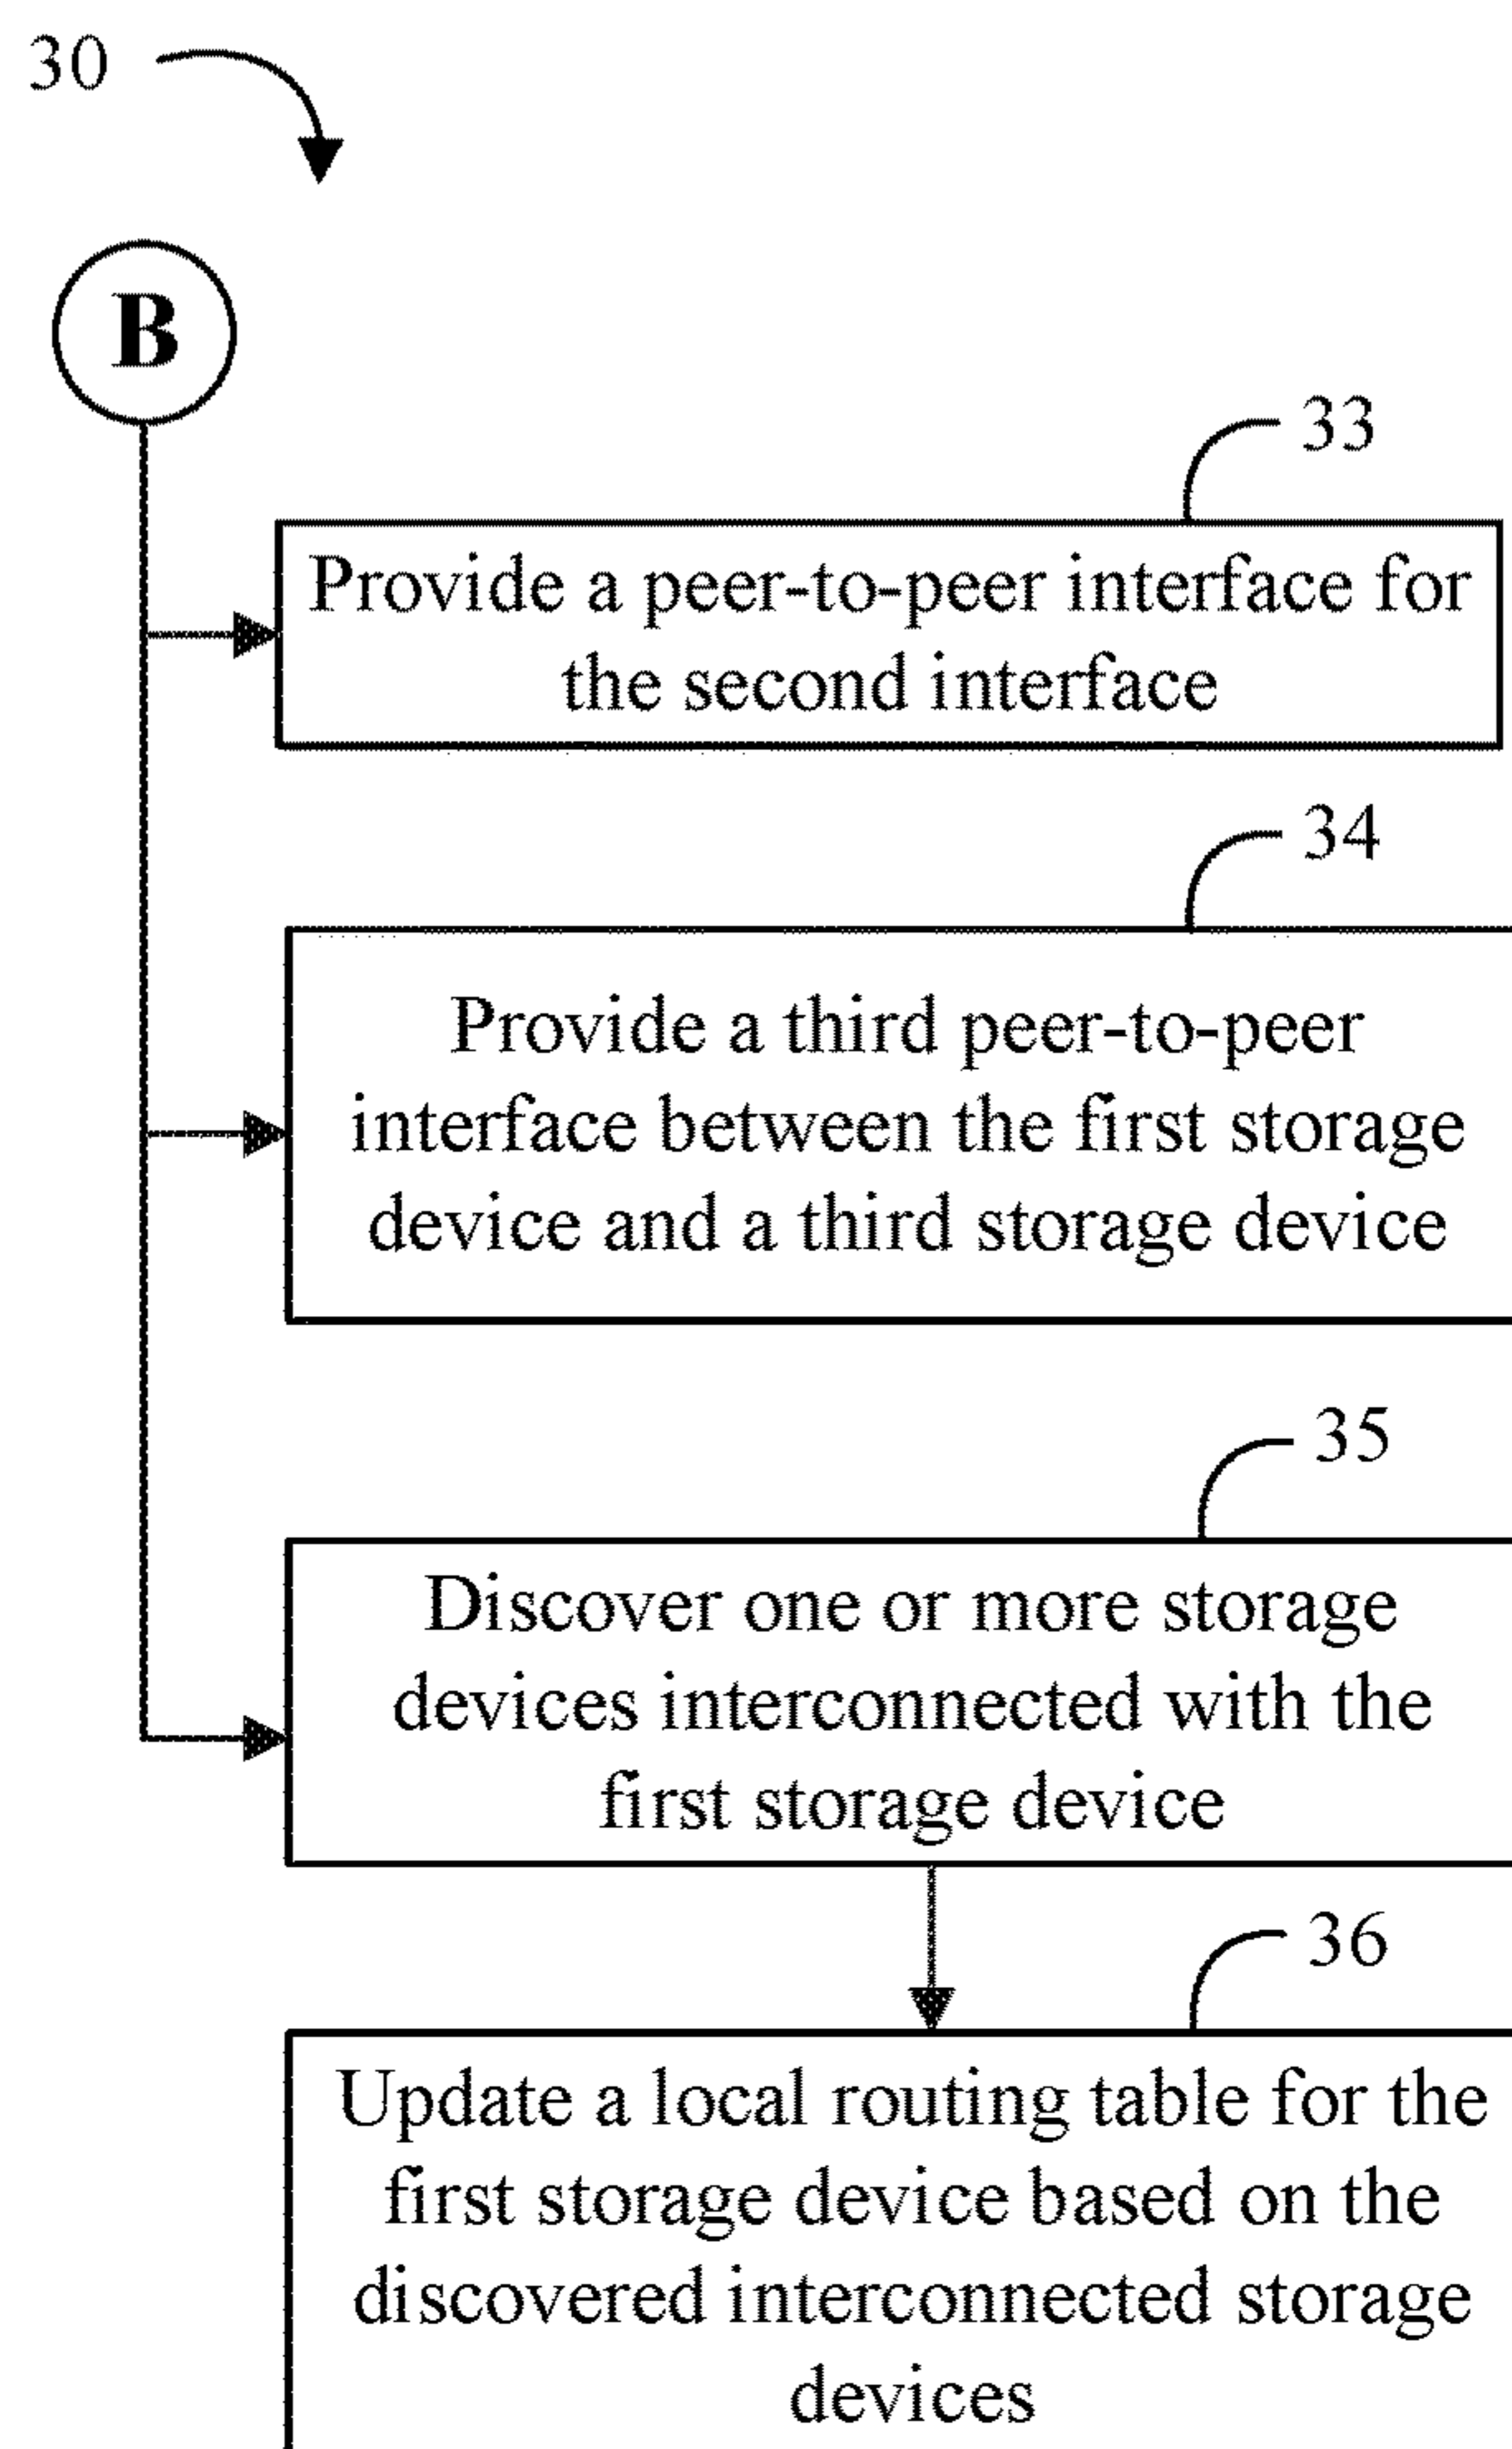 30
B
33
Provide a peer-to-peer interface for
the second interface
34
Provide a third peer-to-peer
interface between the first storage
device and a third storage device
35
Discover one or more storage
devices interconnected with the
first storage device
36
Update a local routing table for the
first storage device based on the
discovered interconnected storage
devices